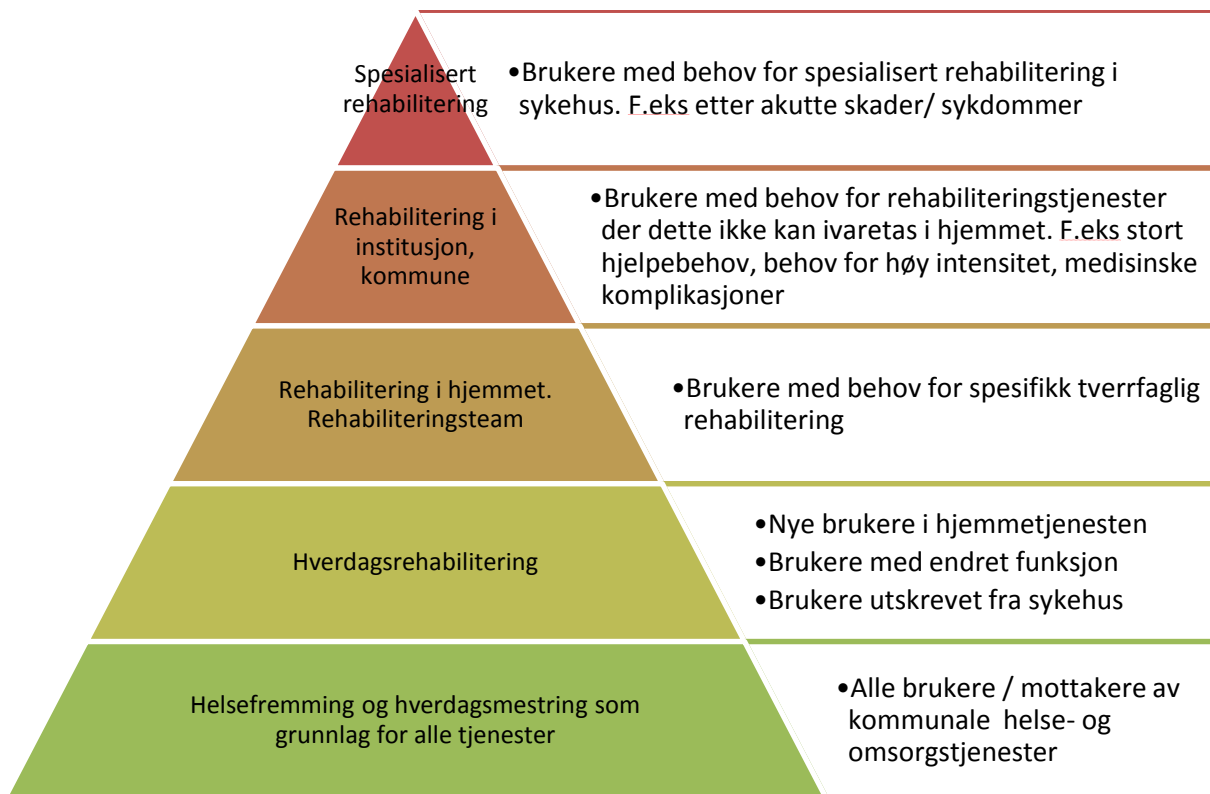 Spesialisert
rehabilitering
•Brukere med behov for spesialisert rehabilitering i
sykehus. F.eks etter akutte skader/ sykdommer
Rehabilitering i
institusjon,
kommune
•Brukere med behov for rehabiliteringstjenester
der dette ikke kan ivaretas i hjemmet. F.eks stort
hjelpebehov, behov for høy intensitet, medisinske
komplikasjoner
Rehabilitering i hjemmet.
Rehabiliteringsteam
•Brukere med behov for spesifikk tverrfaglig
rehabilitering
Hverdagsrehabilitering
•Nye brukere i hjemmetjenesten
•Brukere med endret funksjon
•Brukere utskrevet fra sykehus
Helsefremming og hverdagsmestring som
grunnlag for alle tjenester
•Alle brukere / mottakere av
kommunale helse- og
omsorgstjenester